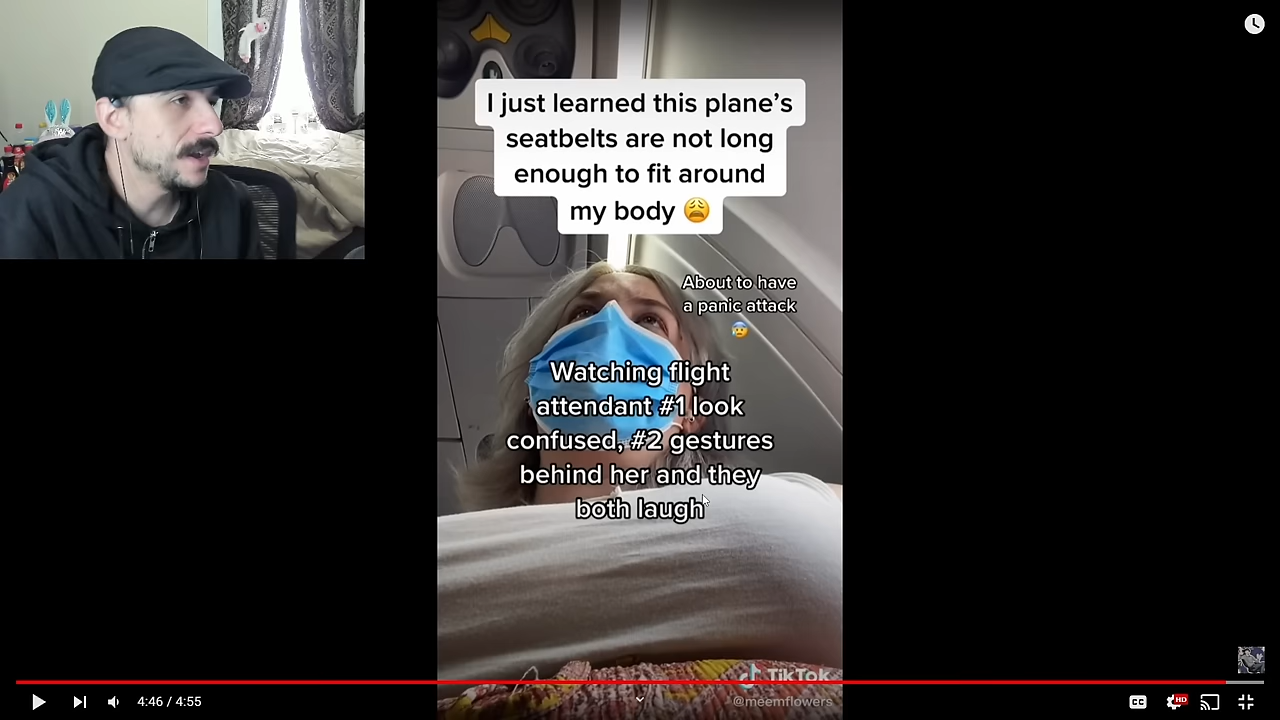 I just learned this plane's
seatbelts are not long
enough to fit around
my body 😩
About to have
a panic attack
😰
Watching flight
attendant #1 look
confused, #2 gestures
behind her and they
both laugh
TikTok
@meemflowers
4:46 / 4:55
CC
HD